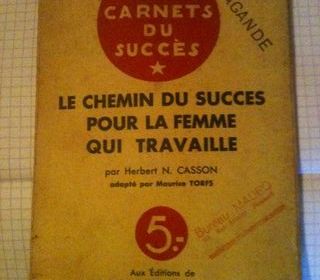 CARNETS
DU
SUCCÈS
LE CHEMIN DU SUCCES
POUR LA FEMME
QUI TRAVAILLE
par Herbert N. CASSON
adapté par Maurice TORFS
5.-
Bureau
Aux Éditions de